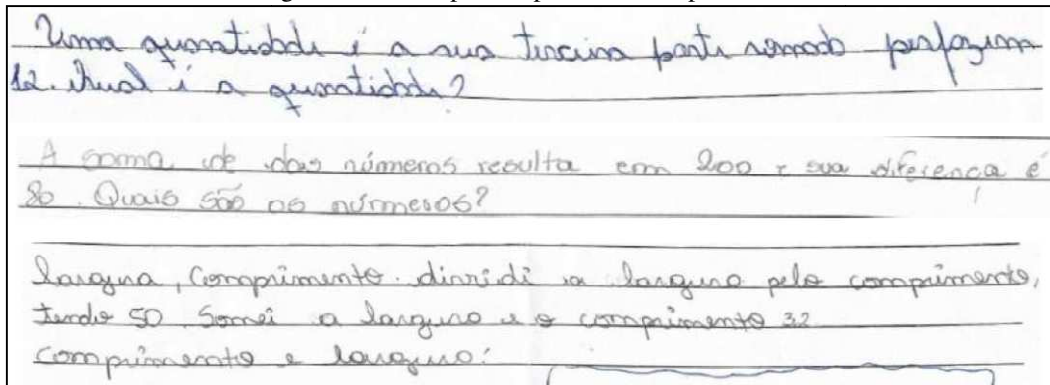 Uma quantidade é a sua terceira parte somado perfazem
12. Qual é a quantidade?
A soma de dos números resulta em 200 e sua diferença é
80. Quais são os números?
largura, Comprimento. dividi a largura pelo comprimento,
tendo 50. Somei a largura e o comprimento 32
comprimento e largura: